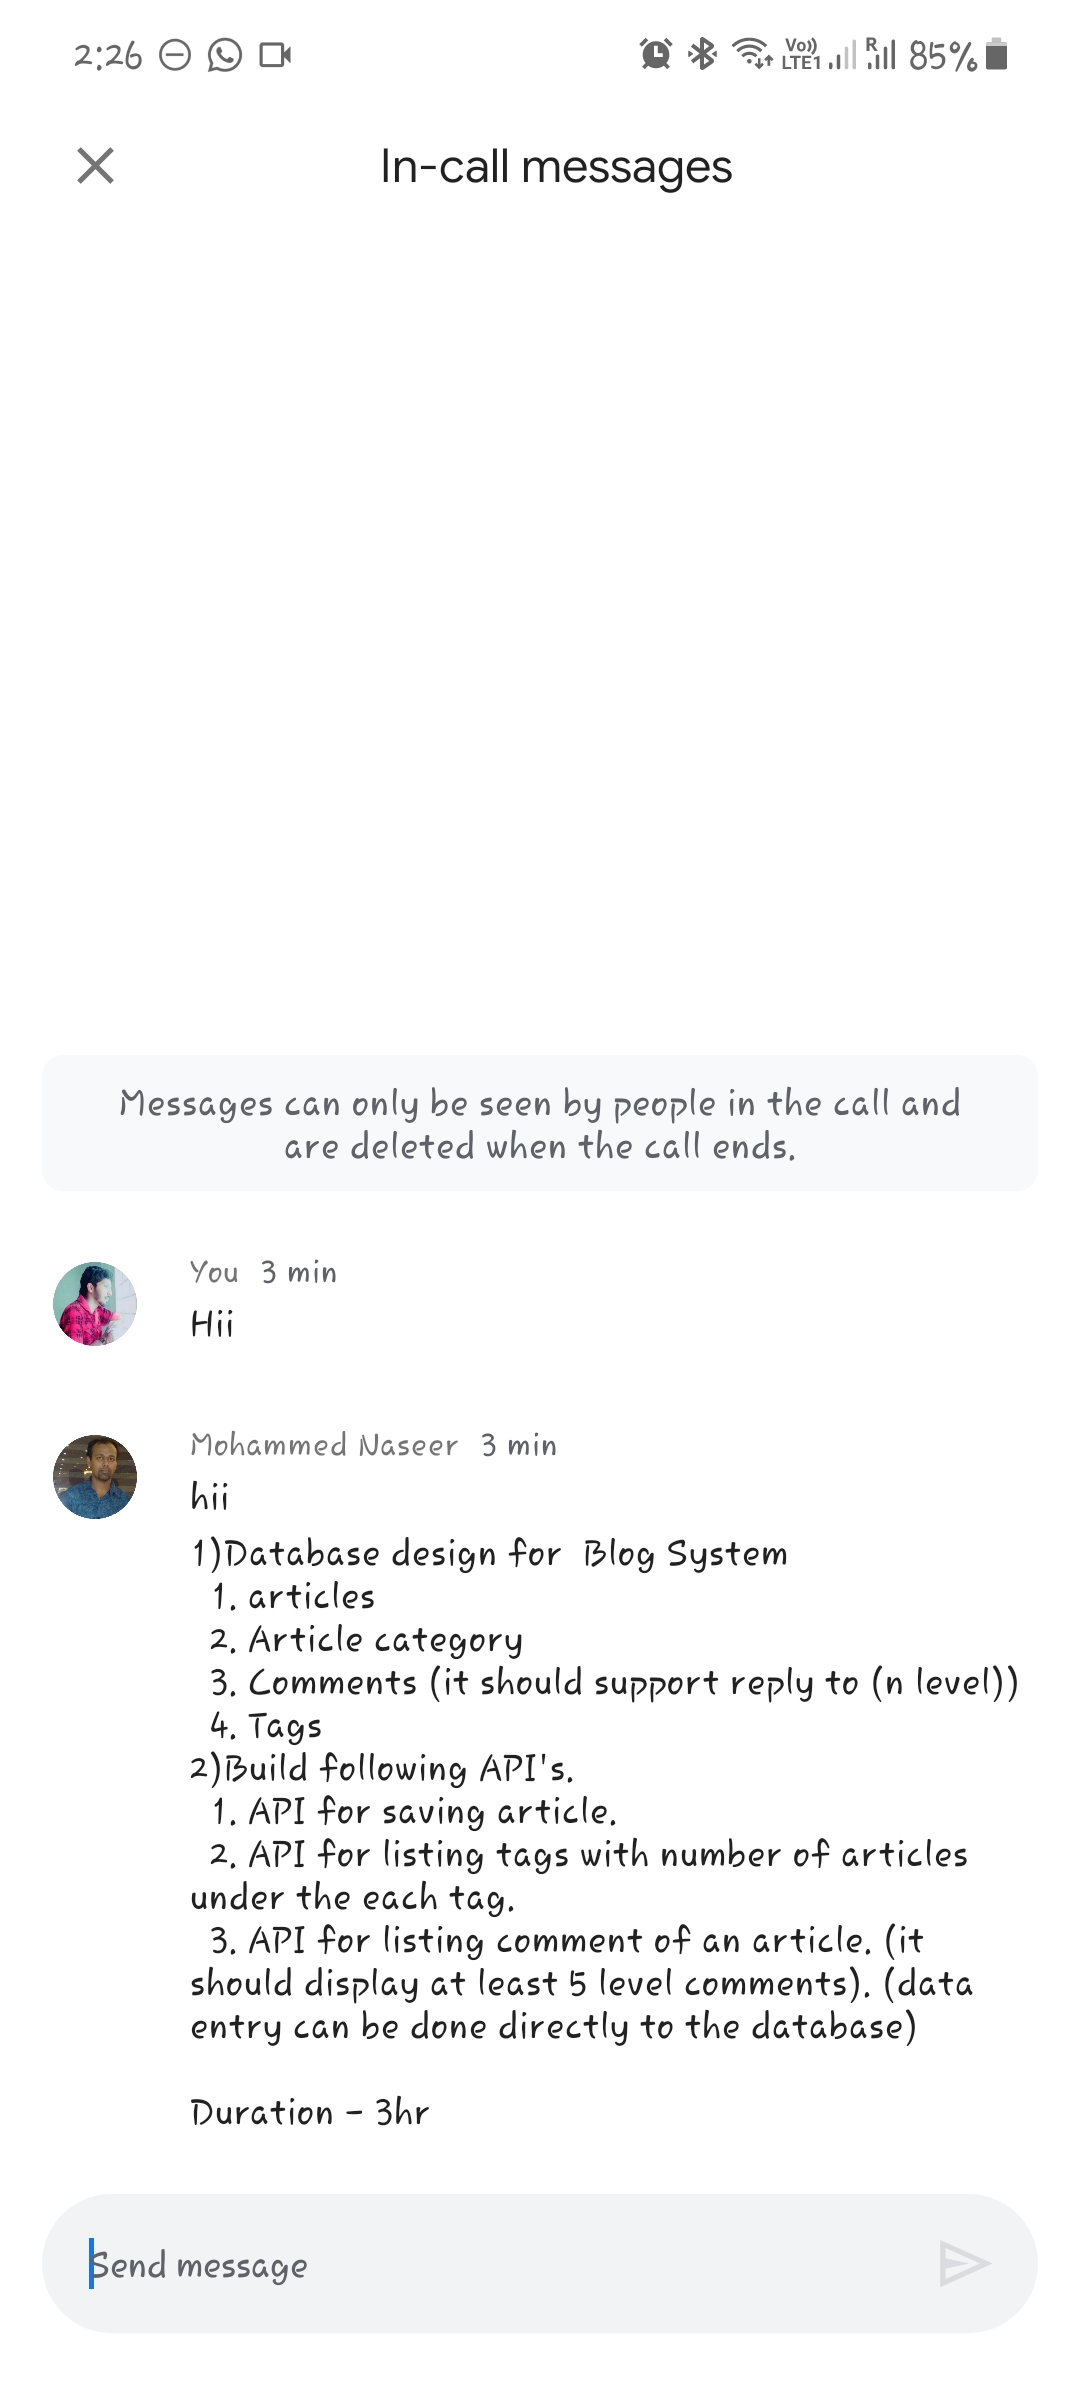 2:26 Vo)) LTE1 R 85%
In-call messages
Messages can only be seen by people in the call and
are deleted when the call ends.
You 3 min
Hii
Mohammed Naseer 3 min
hii
1)Database design for  Blog System
1. articles
2. Article category
3. Comments (it should support reply to (n level))
4. Tags
2)Build following API's.
1. API for saving article.
2. API for listing tags with number of articles
under the each tag.
3. API for listing comment of an article. (it
should display at least 5 level comments). (data
entry can be done directly to the database)
Duration - 3hr
Send message